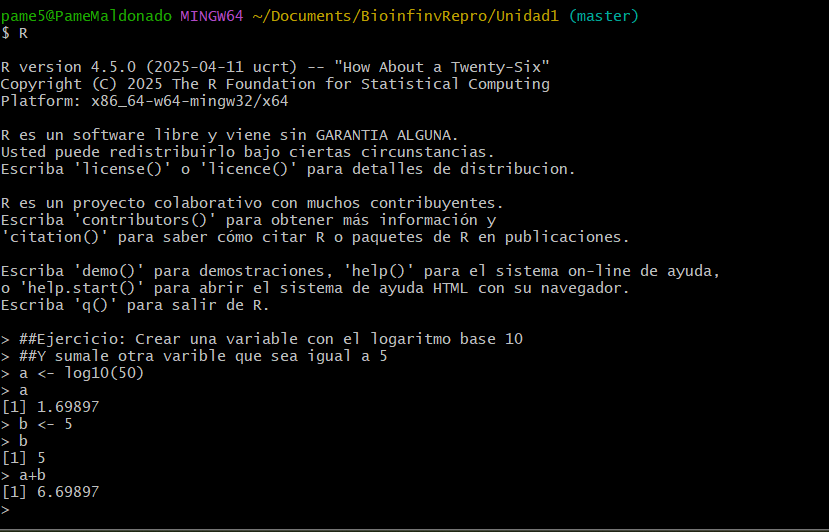 pame5@PameMaldonado MINGW64 ~/Documents/BioinfinvRepro/Unidad1 (master)
$ R
R version 4.5.0 (2025-04-11 ucrt) -- "How About a Twenty-Six"
Copyright (C) 2025 The R Foundation for Statistical Computing
Platform: x86_64-w64-mingw32/x64
R es un software libre y viene sin GARANTIA ALGUNA.
Usted puede redistribuirlo bajo ciertas circunstancias.
Escriba 'license()' o 'licence()' para detalles de distribucion.
R es un proyecto colaborativo con muchos contribuyentes.
Escriba 'contributors()' para obtener más información y
'citation()' para saber cómo citar R o paquetes de R en publicaciones.
Escriba 'demo()' para demostraciones, 'help()' para el sistema on-line de ayuda,
o 'help.start()' para abrir el sistema de ayuda HTML con su navegador.
Escriba 'q()' para salir de R.
> ##Ejercicio: Crear una variable con el logaritmo base 10
> ##Y sumale otra varible que sea igual a 5
> a <- log10(50)
> a
[1] 1.69897
> b <- 5
> b
[1] 5
> a+b
[1] 6.69897
>